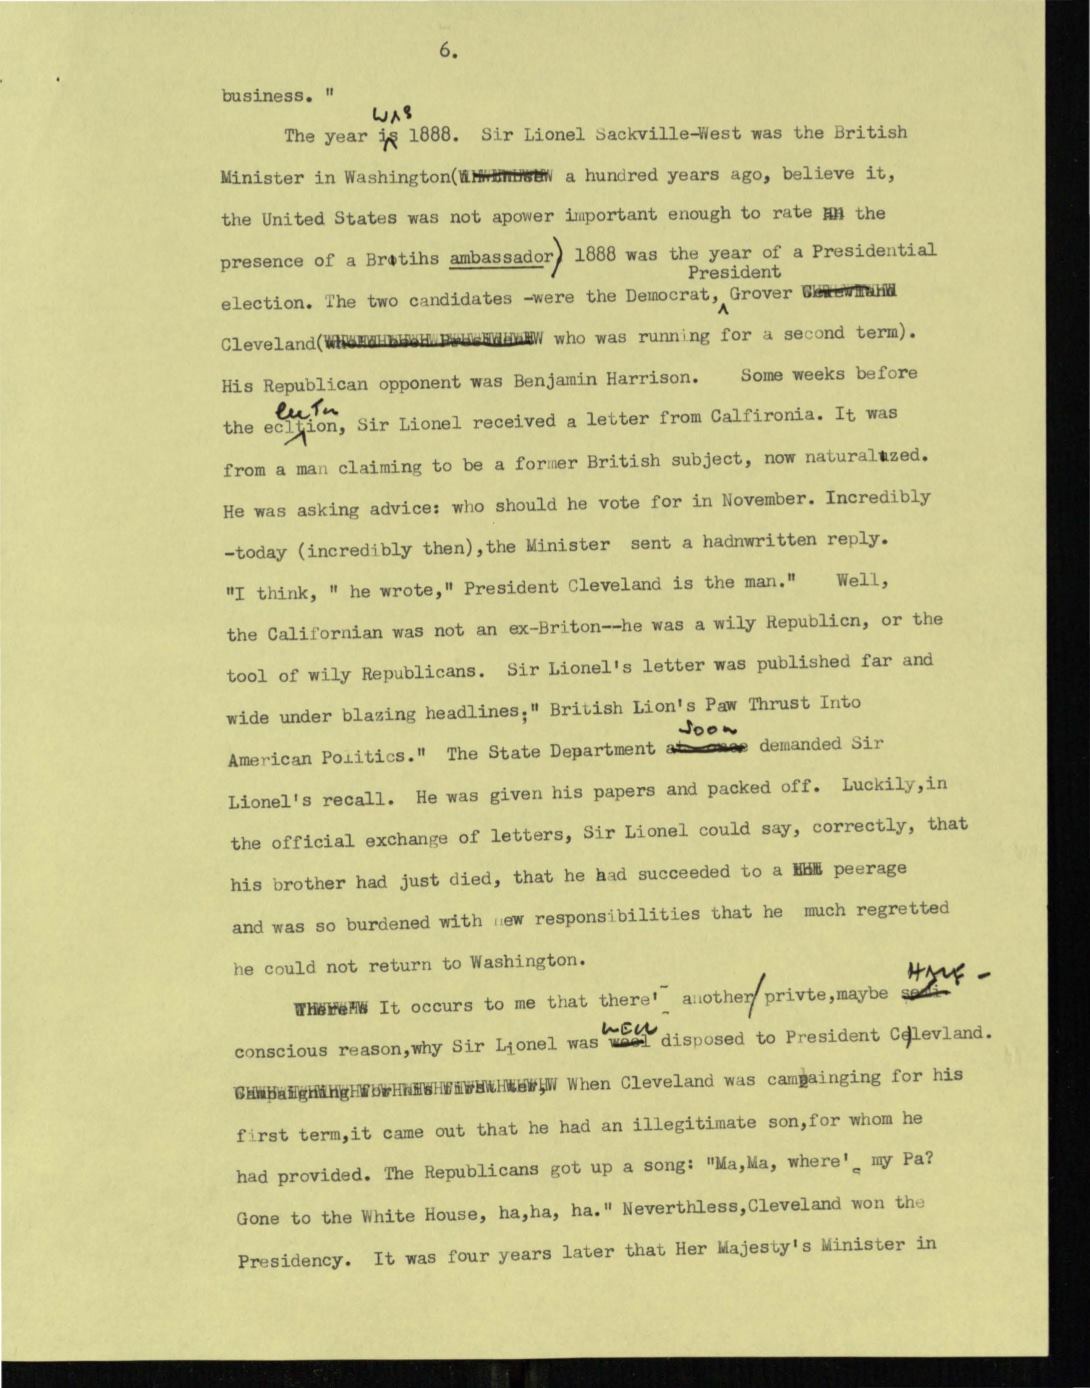 6.
business. "
was
The year is 1888. Sir Lionel Sackville-West was the British
Minister in Washington( a hundred years ago, believe it,
the United States was not apower important enough to rate an the
presence of a Brotihs ambassador) 1888 was the year of a Presidential
President
election. The two candidates -were the Democrat, Grover
Cleveland( who was running for a second term).
His Republican opponent was Benjamin Harrison. Some weeks before
the ecltion, Sir Lionel received a letter from Calfironia. It was
from a man claiming to be a former British subject, now naturalized.
He was asking advice: who should he vote for in November. Incredibly
-today (incredibly then),the Minister sent a hadnwritten reply.
"I think, " he wrote," President Cleveland is the man." Well,
the Californian was not an ex-Briton--he was a wily Republicn, or the
tool of wily Republicans. Sir Lionel's letter was published far and
wide under blazing headlines;" British Lion's Paw Thrust Into
soon
American Politics." The State Department at once demanded Sir
Lionel's recall. He was given his papers and packed off. Luckily,in
the official exchange of letters, Sir Lionel could say, correctly, that
his brother had just died, that he had succeeded to a peerage
and was so burdened with new responsibilities that he much regretted
he could not return to Washington.
HALF -
There's It occurs to me that there' another/privte,maybe semi-
WELL
conscious reason,why Sir Lionel was weel disposed to President Celevland.
Campaigning for his first term, When Cleveland was campainging for his
first term,it came out that he had an illegitimate son,for whom he
had provided. The Republicans got up a song: "Ma,Ma, where' my Pa?
Gone to the White House, ha,ha, ha." Neverthless,Cleveland won the
Presidency. It was four years later that Her Majesty's Minister in